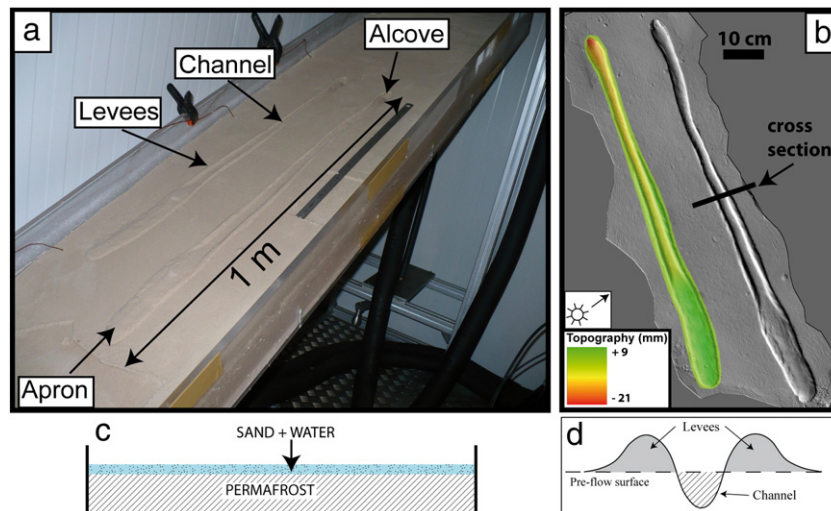 a
Alcove
Channel
Levees
1 m
Apron
b
10 cm
cross
section
Topography (mm)
+ 9
- 21
c
SAND + WATER
PERMAFROST
d
Levees
Pre-flow surface
Channel